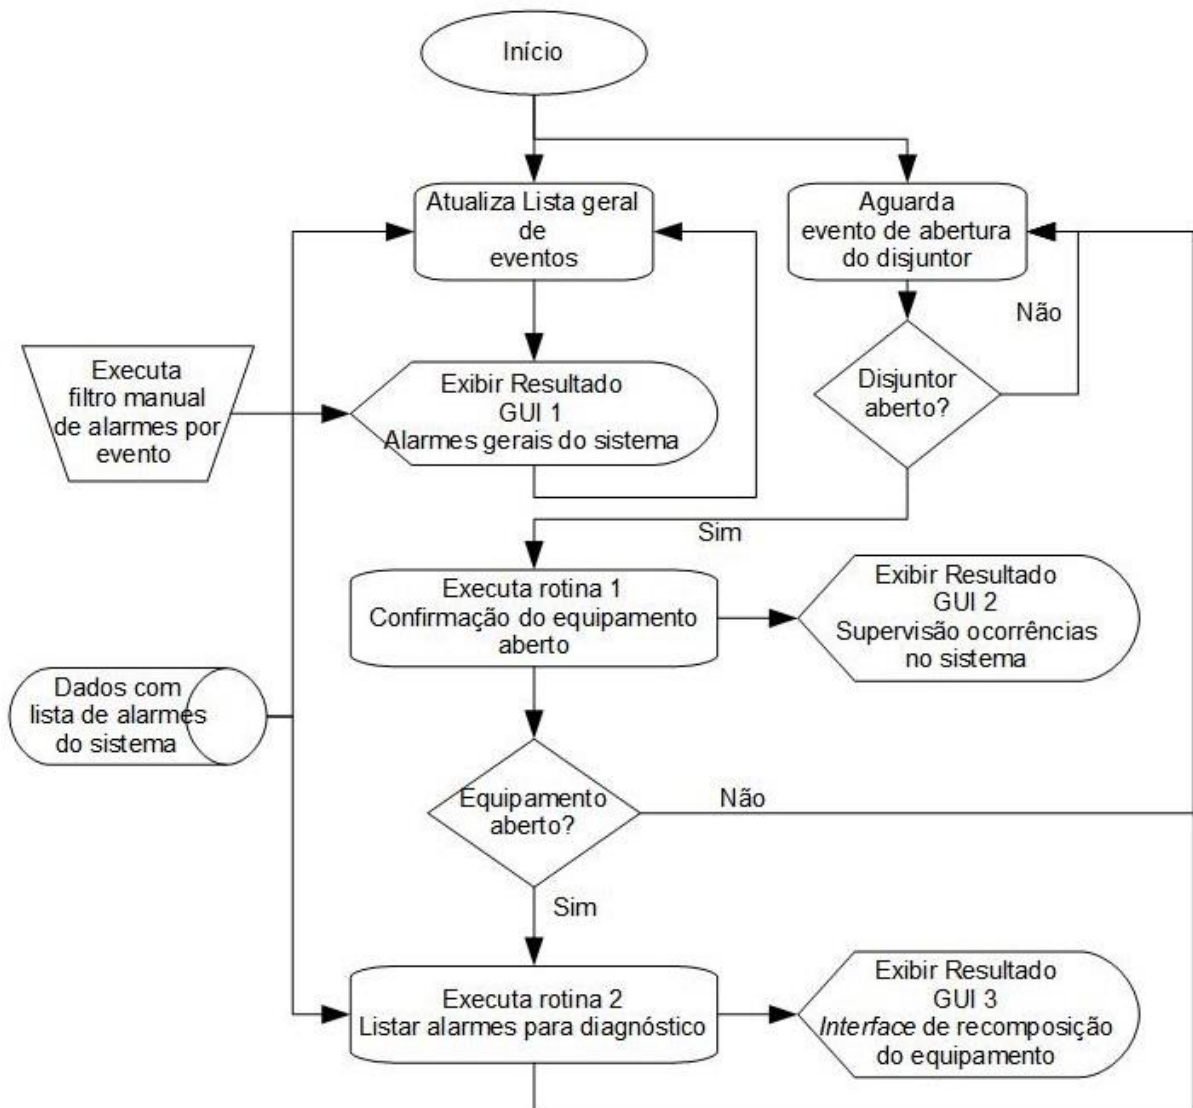 Início
Atualiza Lista geral
de
eventos
Aguarda
evento de abertura
do disjuntor
Não
Executa
filtro manual
de alarmes por
evento
Exibir Resultado
GUI 1
Alarmes gerais do sistema
Disjuntor
aberto?
Sim
Executa rotina 1
Confirmação do equipamento
aberto
Exibir Resultado
GUI 2
Supervisão ocorrências
no sistema
Dados com
lista de alarmes
do sistema
Equipamento
aberto?
Não
Sim
Executa rotina 2
Listar alarmes para diagnóstico
Exibir Resultado
GUI 3
Interface de recomposição
do equipamento